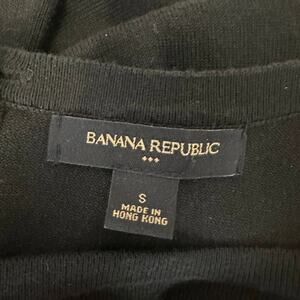 BANANA REPUBLIC
S
MADE IN
HONG KONG